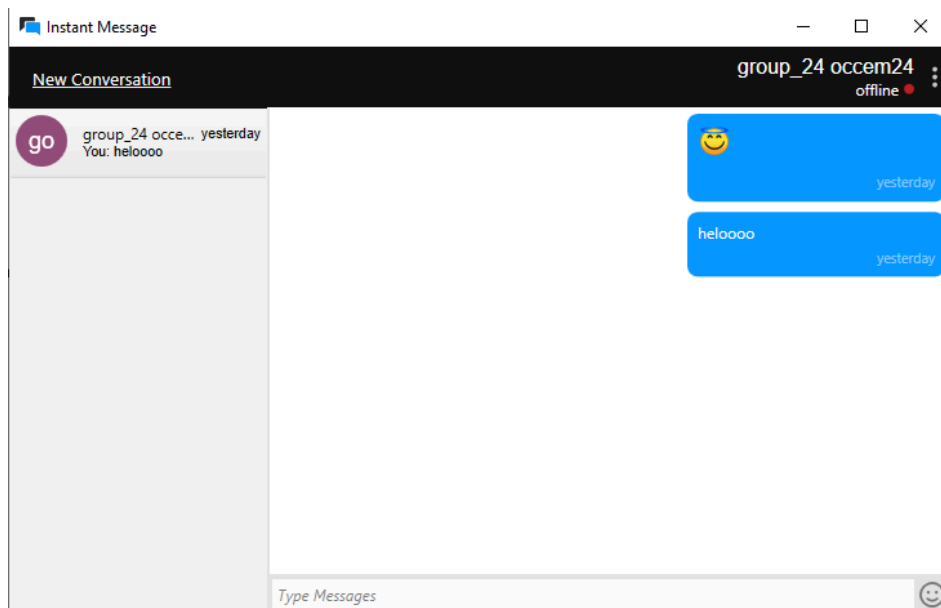 Instant Message
New Conversation
group_24 occem24
offline
go
group_24 occe... yesterday
You: heloooo
yesterday
heloooo
yesterday
Type Messages